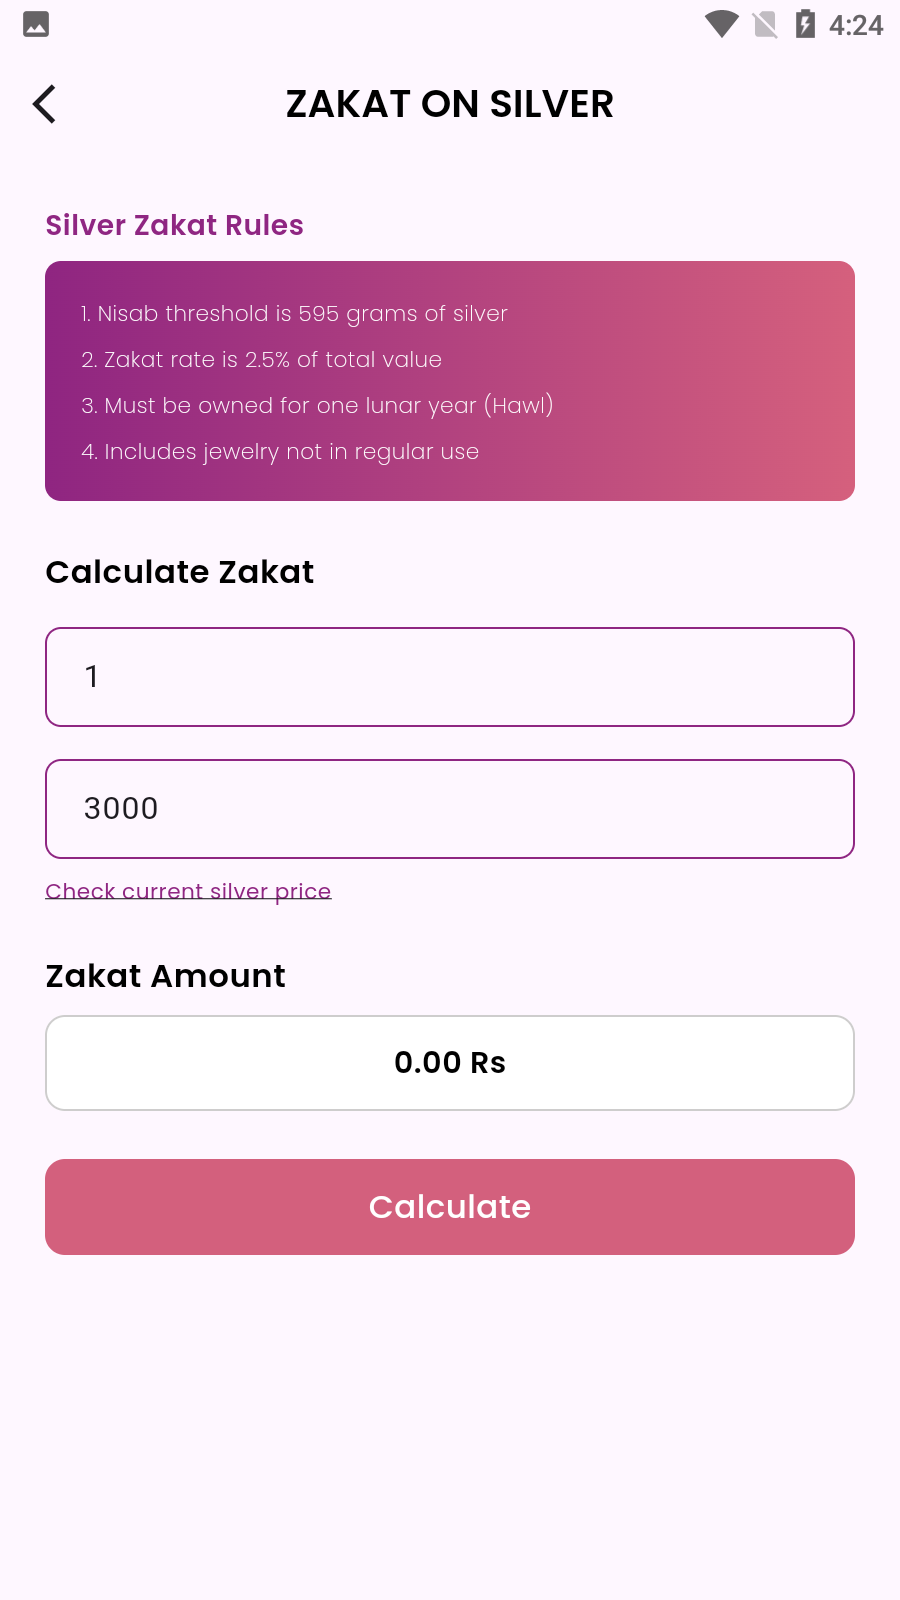 4:24
ZAKAT ON SILVER
Silver Zakat Rules
1. Nisab threshold is 595 grams of silver
2. Zakat rate is 2.5% of total value
3. Must be owned for one lunar year (Hawl)
4. Includes jewelry not in regular use
Calculate Zakat
1
3000
Check current silver price
Zakat Amount
0.00 Rs
Calculate